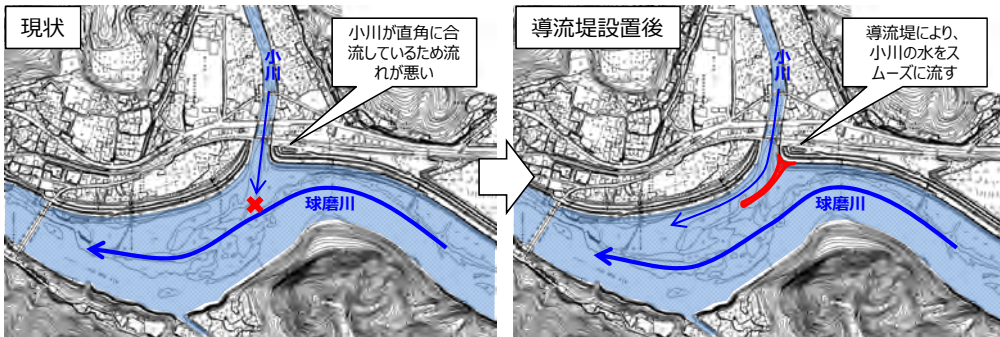 現状
小川が直角に合
流しているため流
れが悪い
小川
球磨川
導流堤設置後
導流堤により、
小川の水をス
ムーズに流す
小川
球磨川